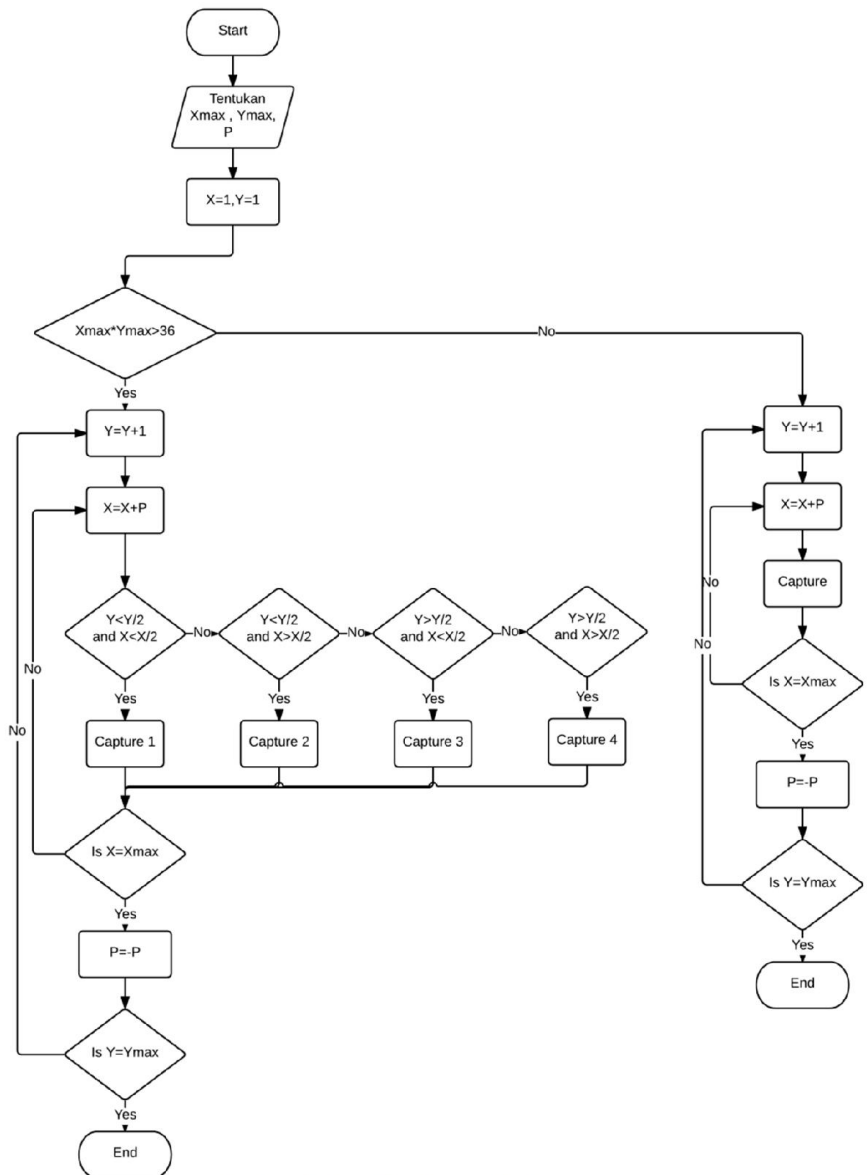 Start
Tentukan
Xmax , Ymax,
P
X=1,Y=1
Xmax*Ymax>36
No
Yes
Y=Y+1
X=X+P
Y<Y/2
and X<X/2
No
Y<Y/2
and X>X/2
No
Y>Y/2
and X<X/2
No
Y>Y/2
and X>X/2
Yes
Yes
Yes
Yes
Capture 1
Capture 2
Capture 3
Capture 4
No
No
Is X=Xmax
Yes
P=-P
Is Y=Ymax
Yes
End
Y=Y+1
X=X+P
Capture
No
No
Is X=Xmax
Yes
P=-P
Is Y=Ymax
Yes
End